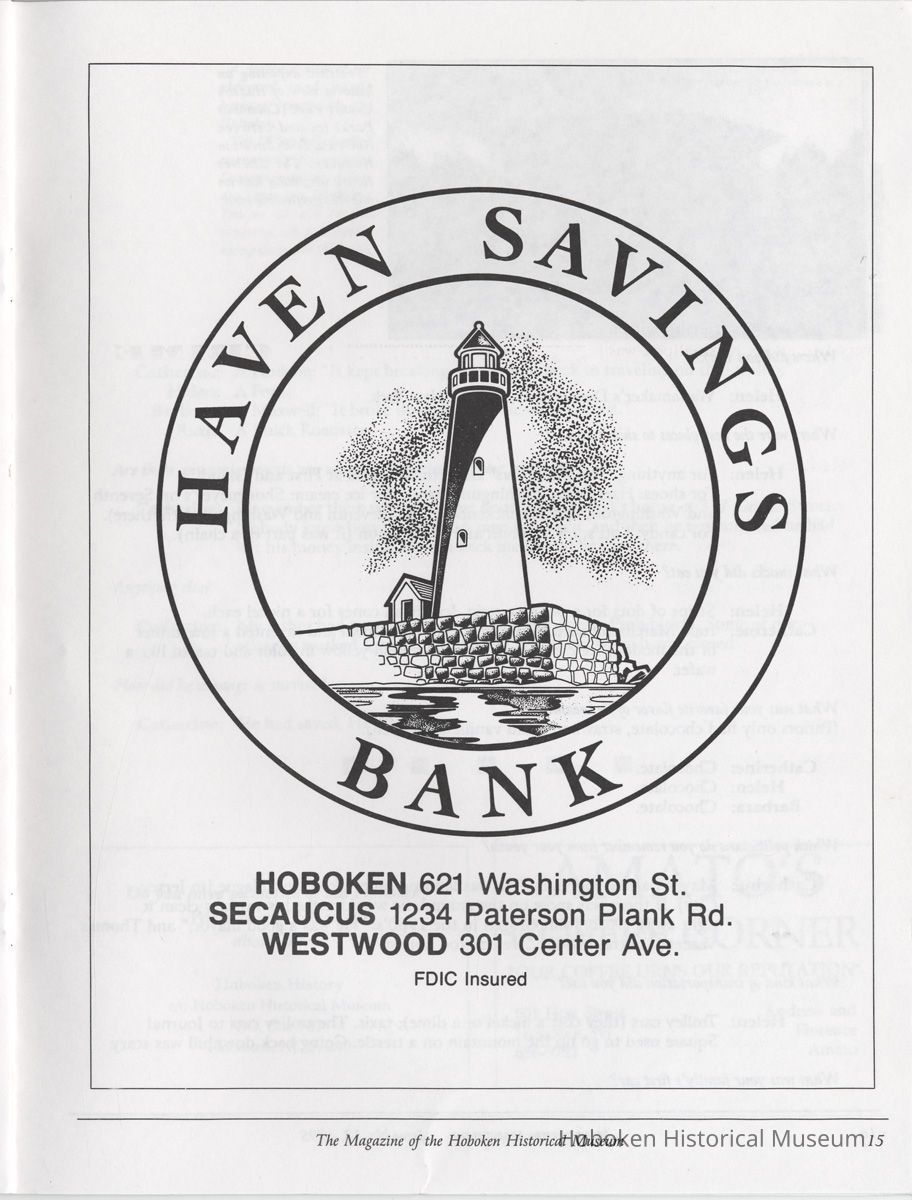 HAVEN SAVINGS
BANK
HOBOKEN 621 Washington St.
SECAUCUS 1234 Paterson Plank Rd.
WESTWOOD 301 Center Ave.
FDIC Insured
The Magazine of the Hoboken Historical Museum 15
Hoboken Historical Museum